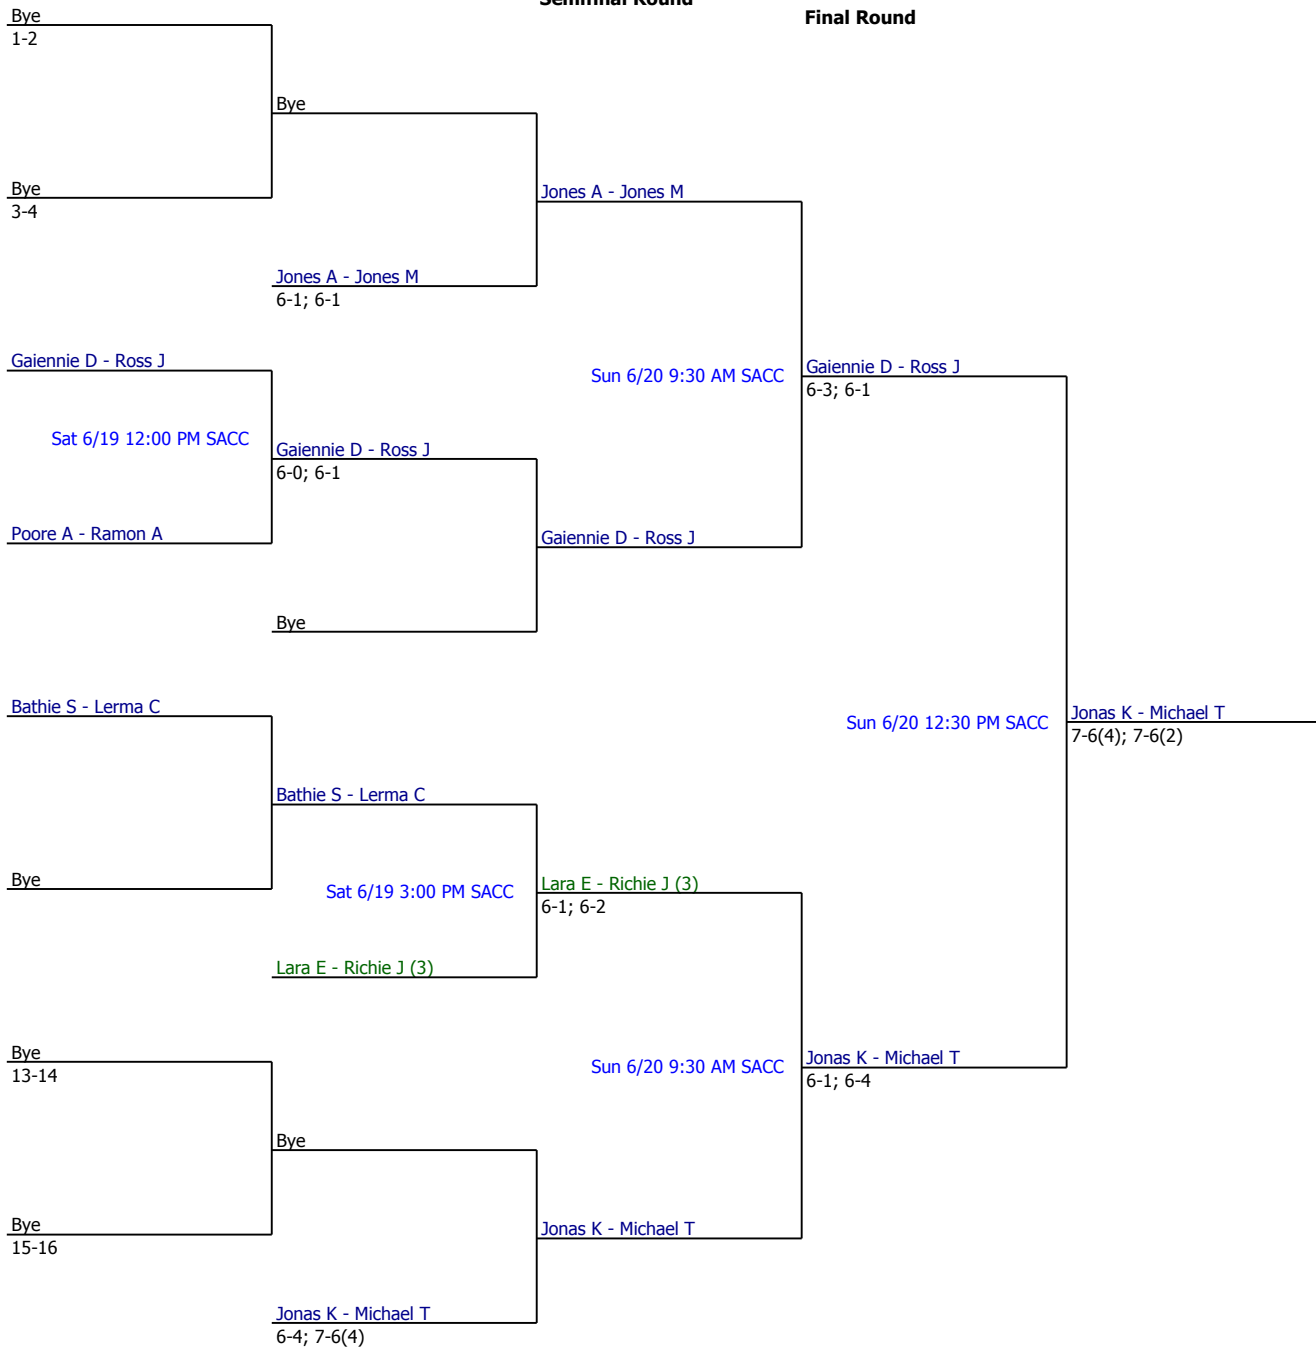 Semifinal Round
Final Round
Bye
1-2
Bye
Bye
3-4
Jones A - Jones M
Jones A - Jones M
6-1; 6-1
Gaiennie D - Ross J
Sun 6/20 9:30 AM SACC
Gaiennie D - Ross J
6-3; 6-1
Sat 6/19 12:00 PM SACC
Gaiennie D - Ross J
6-0; 6-1
Poore A - Ramon A
Gaiennie D - Ross J
Bye
Bathie S - Lerma C
Sun 6/20 12:30 PM SACC
Jonas K - Michael T
7-6(4); 7-6(2)
Bathie S - Lerma C
Bye
Sat 6/19 3:00 PM SACC
Lara E - Richie J (3)
6-1; 6-2
Lara E - Richie J (3)
Bye
13-14
Sun 6/20 9:30 AM SACC
Jonas K - Michael T
6-1; 6-4
Bye
Bye
15-16
Jonas K - Michael T
Jonas K - Michael T
6-4; 7-6(4)